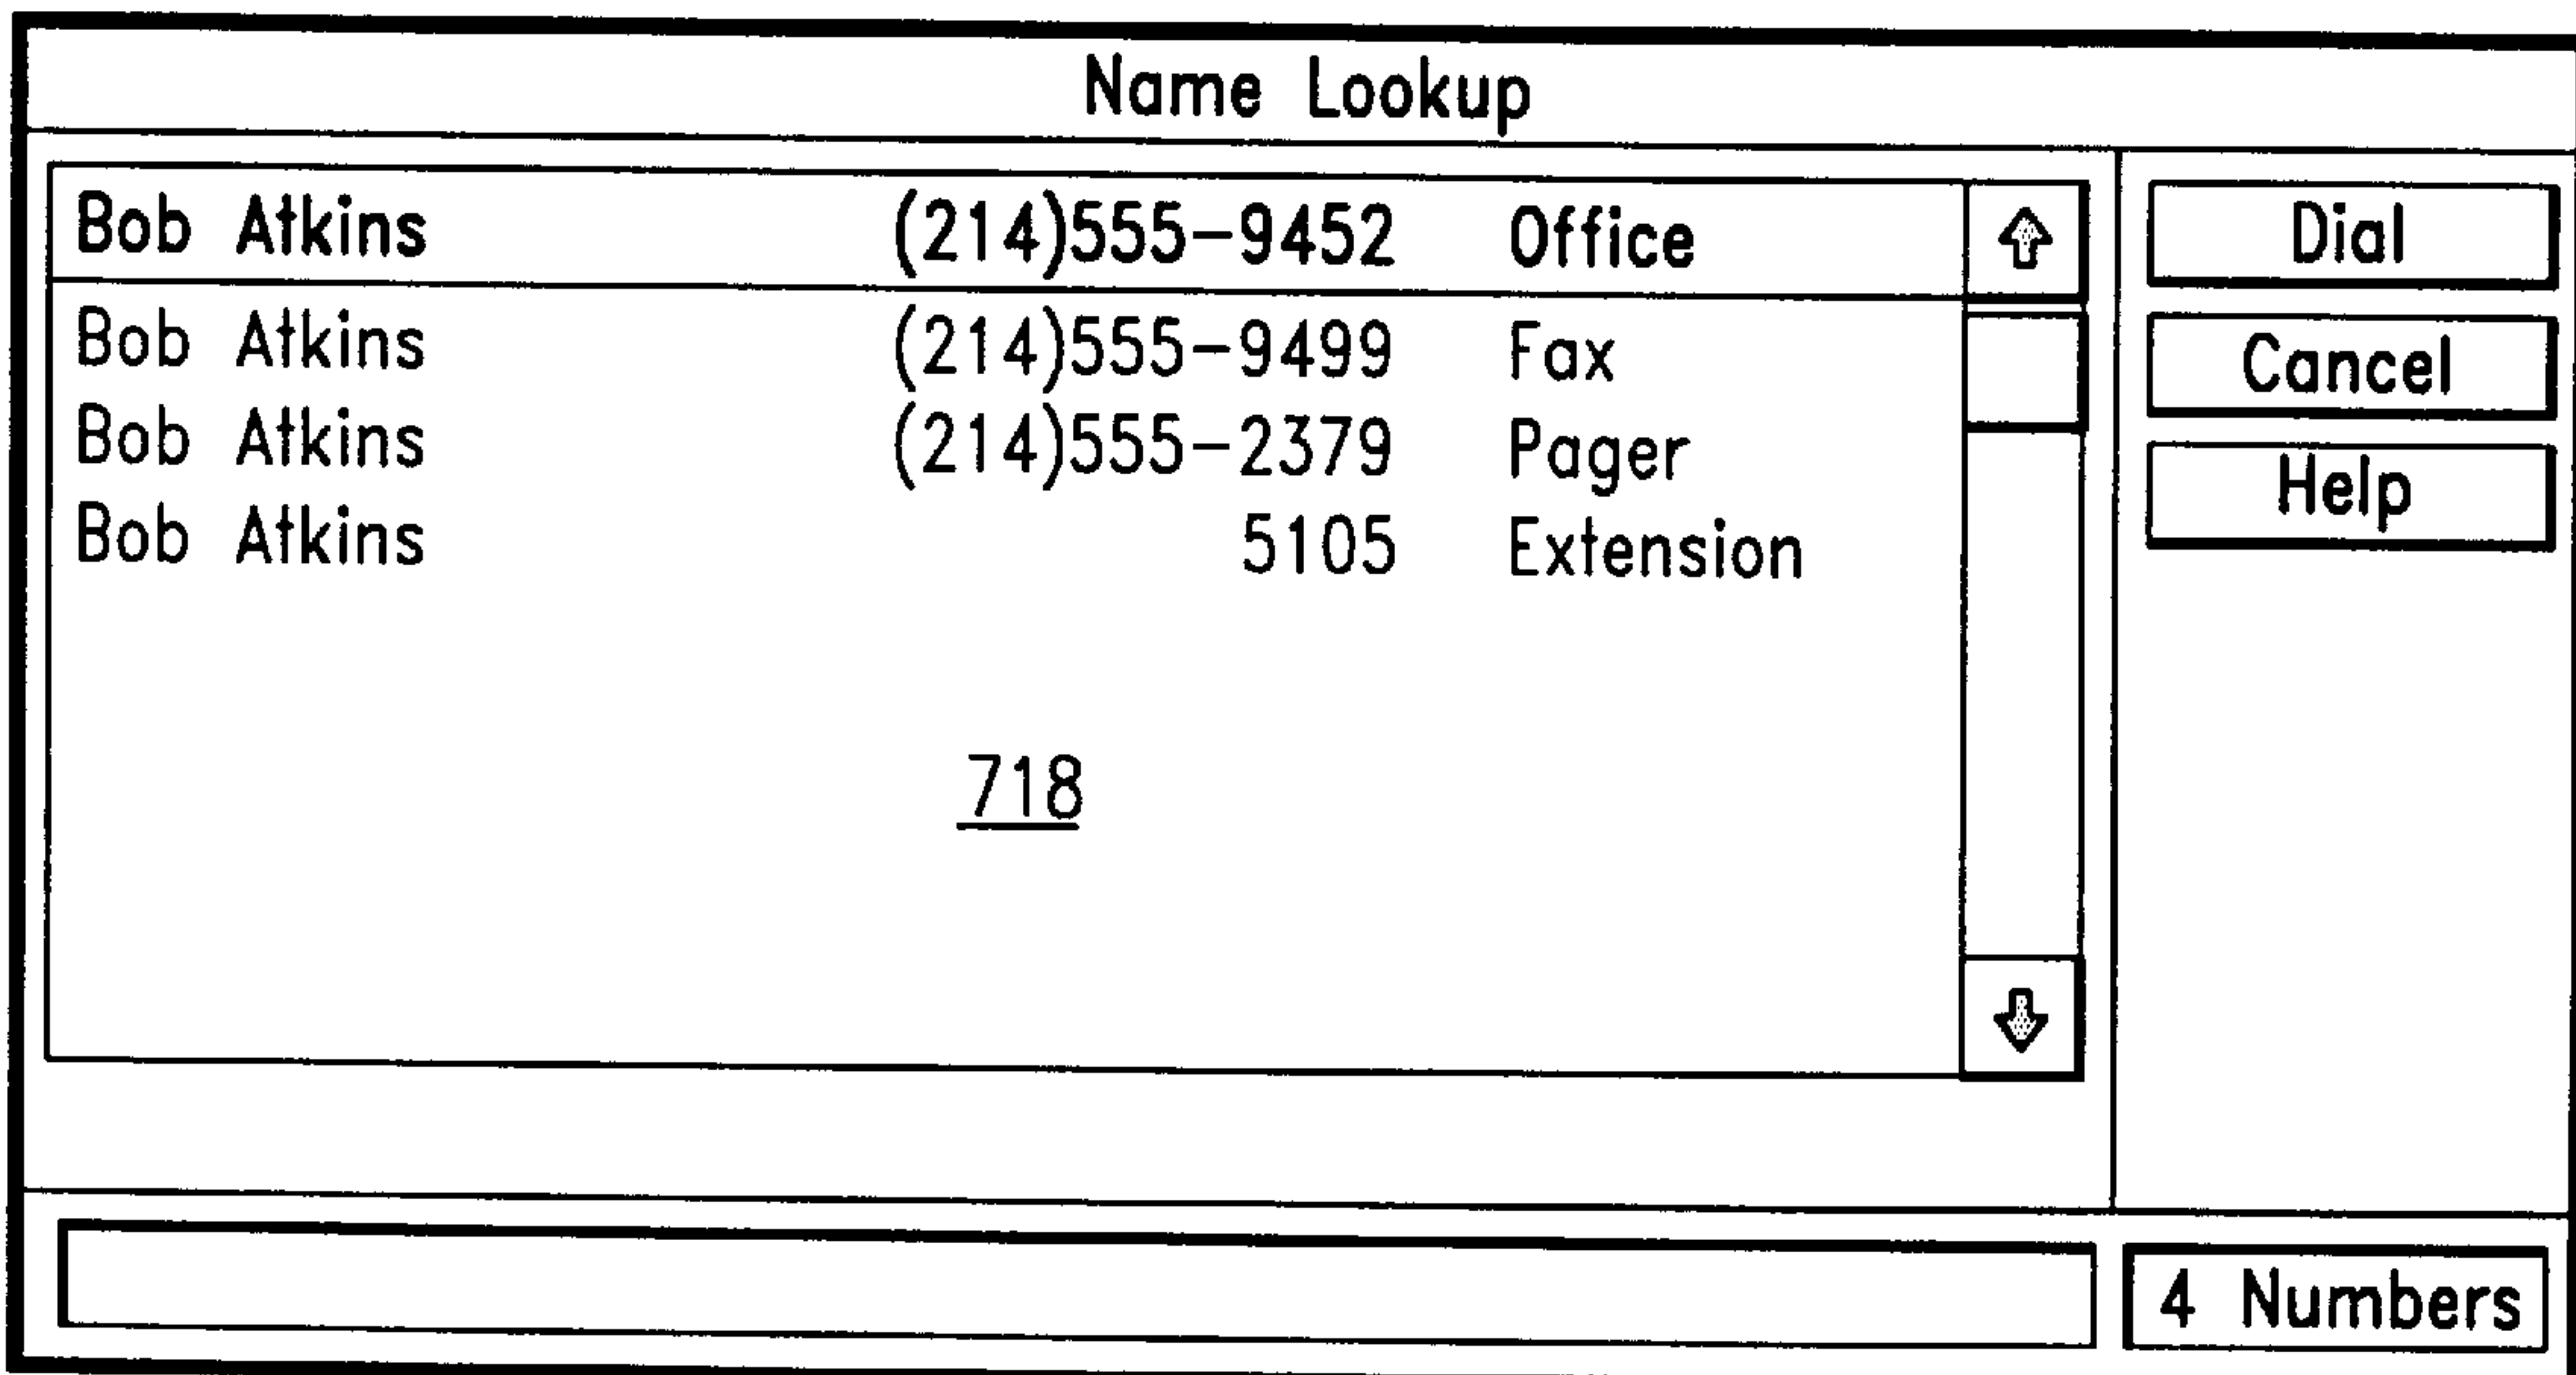 Name Lookup
Bob Atkins (214)555-9452 Office
Bob Atkins (214)555-9499 Fax
Bob Atkins (214)555-2379 Pager
Bob Atkins 5105 Extension
718
Dial
Cancel
Help
4 Numbers